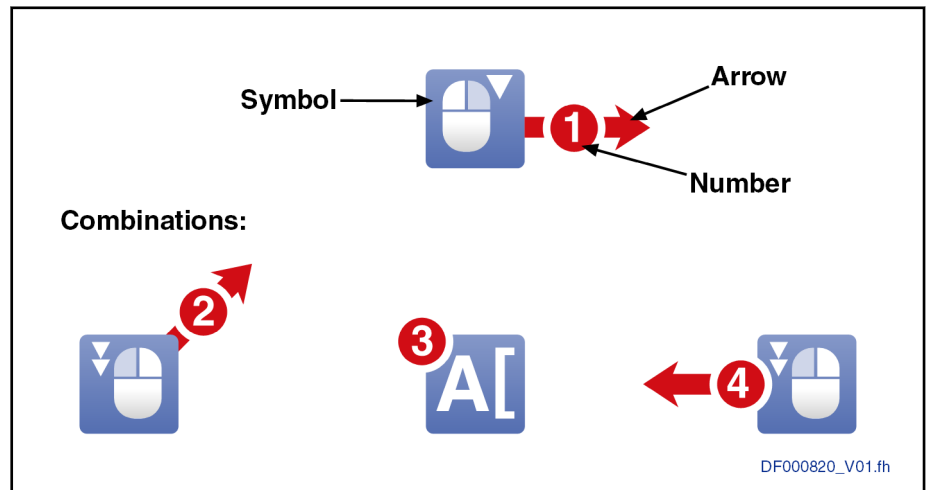 Arrow
Symbol
1
Number
Combinations:
2
3
A[
4
DF000820_V01.fh